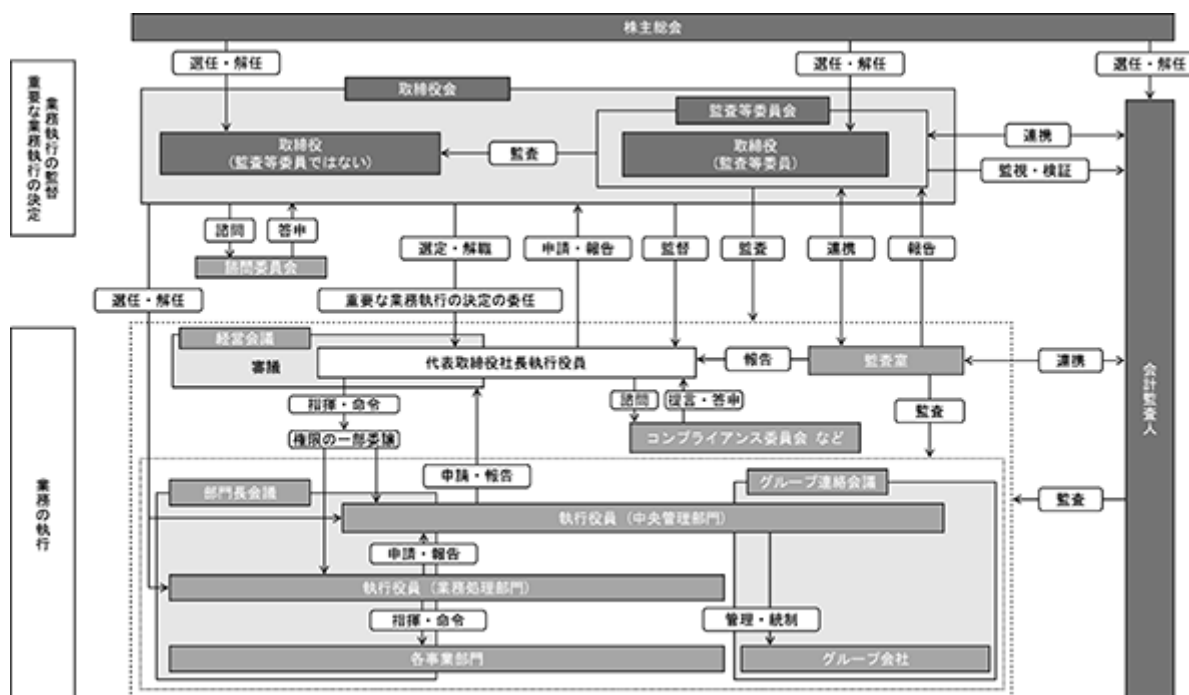 株主総会
選任・解任
選任・解任
選任・解任
業務執行の監督
重要な業務執行の決定
取締役会
監査等委員会
取締役
(監査等委員ではない)
監査
取締役
(監査等委員)
連携
監視・検証
諮問
答申
選定・解職
申請・報告
監督
監査
連携
報告
諮問委員会
選任・解任
重要な業務執行の決定の委任
経営会議
審議
代表取締役社長執行役員
報告
監査室
連携
会計監査人
指揮・命令
諮問
提言・答申
監査
権限の一部委譲
コンプライアンス委員会 など
業務の執行
部門長会議
申請・報告
グループ連絡会議
監査
執行役員 (中央管理部門)
申請・報告
執行役員 (業務処理部門)
指揮・命令
管理・統制
各事業部門
グループ会社